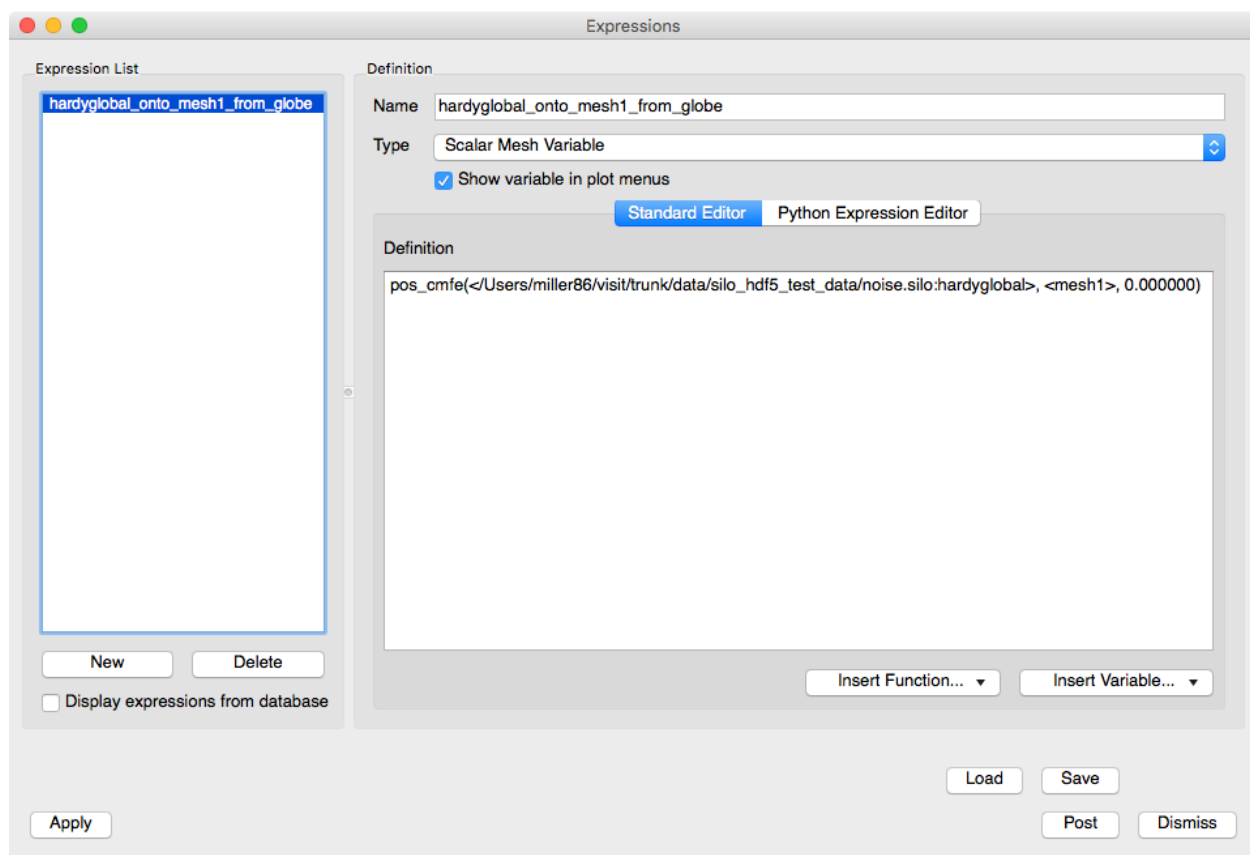 Expressions
Expression List
hardyglobal_onto_mesh1_from_globe
New
Delete
Display expressions from database
Definition
Name
hardyglobal_onto_mesh1_from_globe
Type
Scalar Mesh Variable
Show variable in plot menus
Standard Editor
Python Expression Editor
Definition
pos_cmfe(</Users/miller86/visit/trunk/data/silo_hdf5_test_data/noise.silo:hardyglobal>, <mesh1>, 0.000000)
Insert Function...
Insert Variable...
Load
Save
Apply
Post
Dismiss